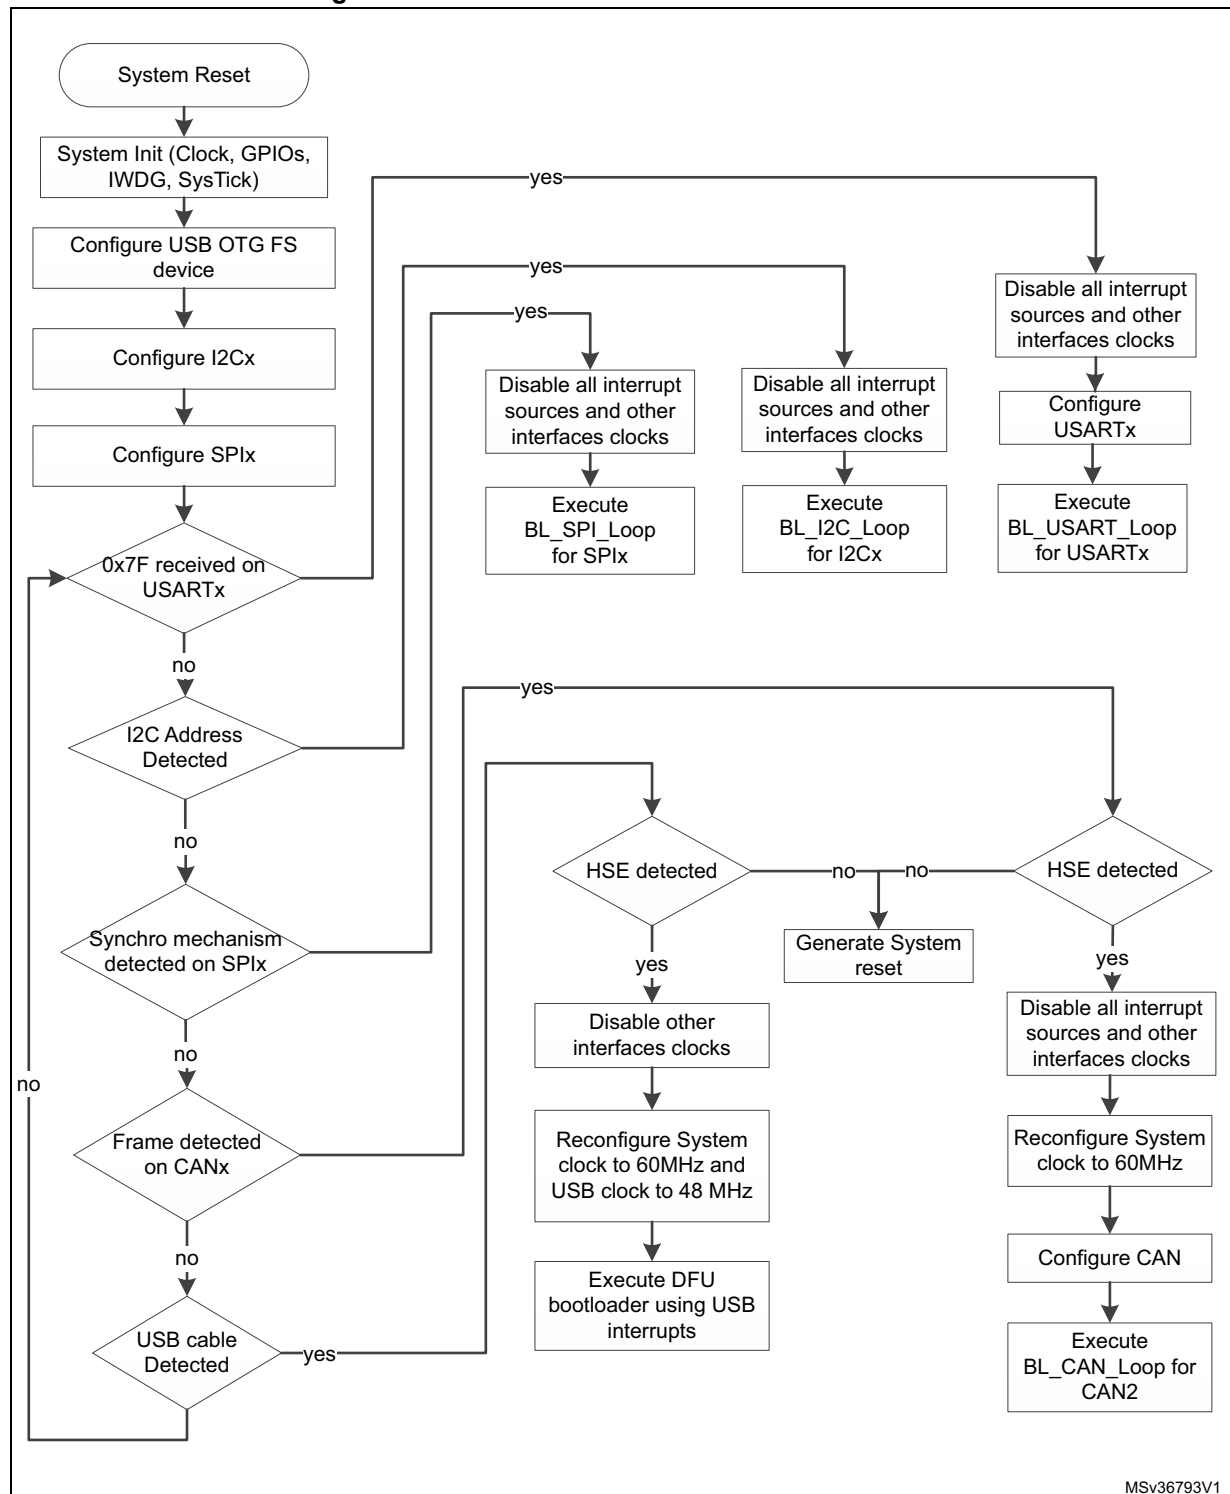 System Reset
System Init (Clock, GPIOs,
IWDG, SysTick)
Configure USB OTG FS
device
Configure I2Cx
Configure SPIx
0x7F received on
USARTx
no
I2C Address
Detected
no
Synchro mechanism
detected on SPIx
no
no
Frame detected
on CANx
no
USB cable
Detected
yes
yes
yes
yes
Disable all interrupt
sources and other
interfaces clocks
Execute
BL_SPI_Loop
for SPIx
Disable all interrupt
sources and other
interfaces clocks
Execute
BL_I2C_Loop
for I2Cx
Disable all interrupt
sources and other
interfaces clocks
Configure
USARTx
Execute
BL_USART_Loop
for USARTx
yes
HSE detected
no
no
HSE detected
Generate System
reset
yes
Disable other
interfaces clocks
Reconfigure System
clock to 60MHz and
USB clock to 48 MHz
Execute DFU
bootloader using USB
interrupts
yes
Disable all interrupt
sources and other
interfaces clocks
Reconfigure System
clock to 60MHz
Configure CAN
Execute
BL_CAN_Loop for
CAN2
MSv36793V1